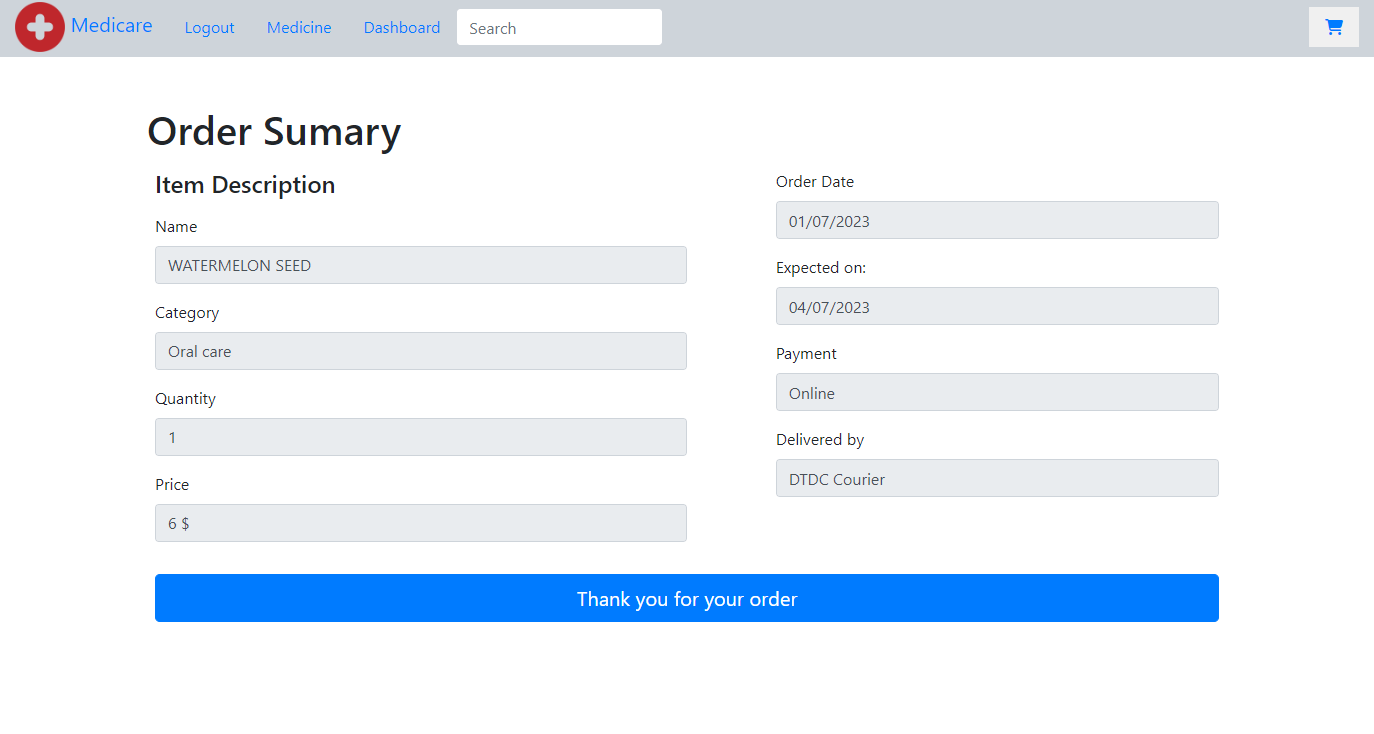 Medicare Logout Medicine Dashboard Search
Order Sumary
Item Description
Name
WATERMELON SEED
Category
Oral care
Quantity
1
Price
6 $
Order Date
01/07/2023
Expected on:
04/07/2023
Payment
Online
Delivered by
DTDC Courier
Thank you for your order